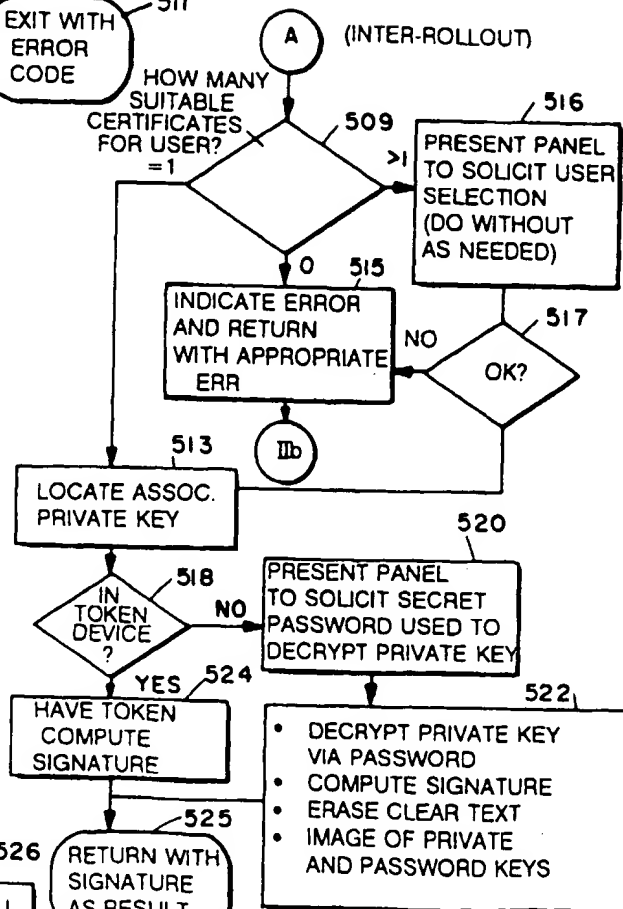 511
EXIT WITH
ERROR
CODE
A
(INTER-ROLLOUT)
HOW MANY
SUITABLE
CERTIFICATES
FOR USER?
=1
509
>1
516
PRESENT PANEL
TO SOLICIT USER
SELECTION
(DO WITHOUT
AS NEEDED)
0
515
INDICATE ERROR
AND RETURN
WITH APPROPRIATE
ERR
NO
517
OK?
IIb
513
LOCATE ASSOC.
PRIVATE KEY
518
IN
TOKEN
DEVICE
?
NO
520
PRESENT PANEL
TO SOLICIT SECRET
PASSWORD USED TO
DECRYPT PRIVATE KEY
YES
524
HAVE TOKEN
COMPUTE
SIGNATURE
522
• DECRYPT PRIVATE KEY
VIA PASSWORD
• COMPUTE SIGNATURE
• ERASE CLEAR TEXT
• IMAGE OF PRIVATE
AND PASSWORD KEYS
525
526
RETURN WITH
SIGNATURE
AS RESULT